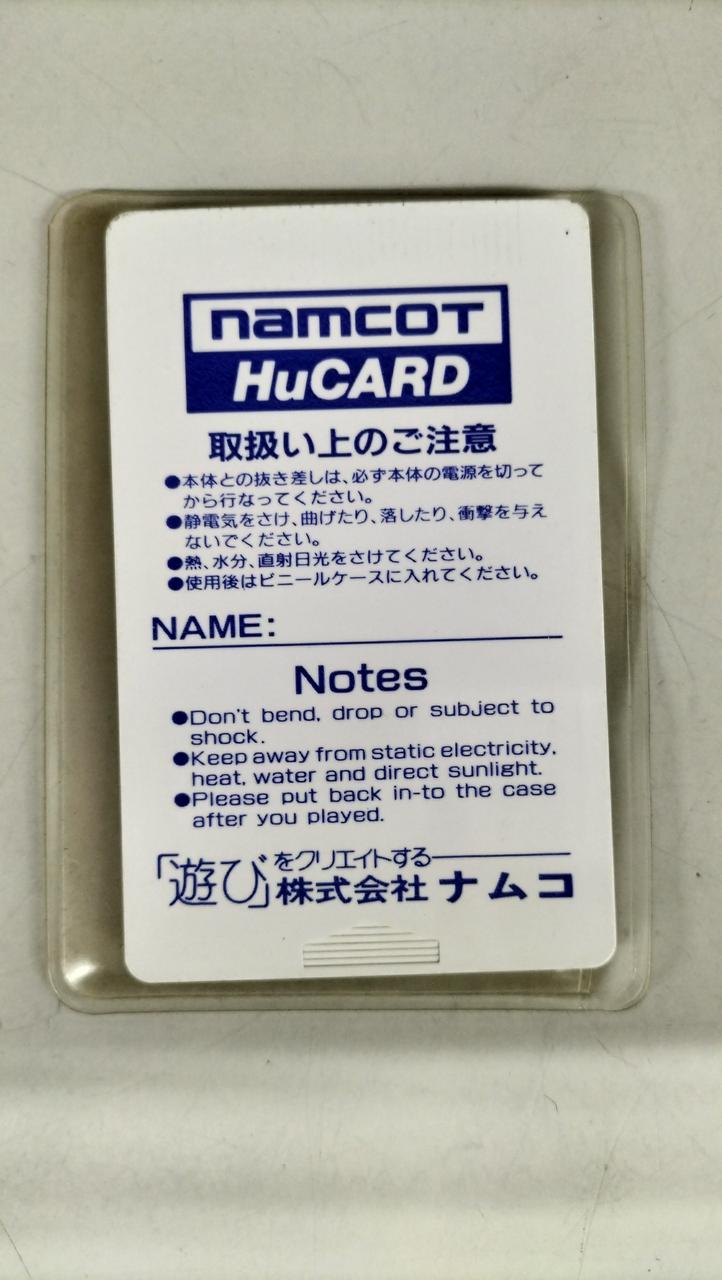 namcot
HuCARD
取扱い上のご注意
●本体との抜き差しは、必ず本体の電源を切って
から行なってください。
●静電気をさけ、曲げたり、落したり、衝撃を与え
ないでください。
●熱、水分、直射日光をさけてください。
●使用後はビニールケースに入れてください。
NAME:
Notes
●Don't bend, drop or subject to
shock.
●Keep away from static electricity,
heat, water and direct sunlight.
●Please put back in-to the case
after you played.
「遊び」をクリエイトする
株式会社ナムコ